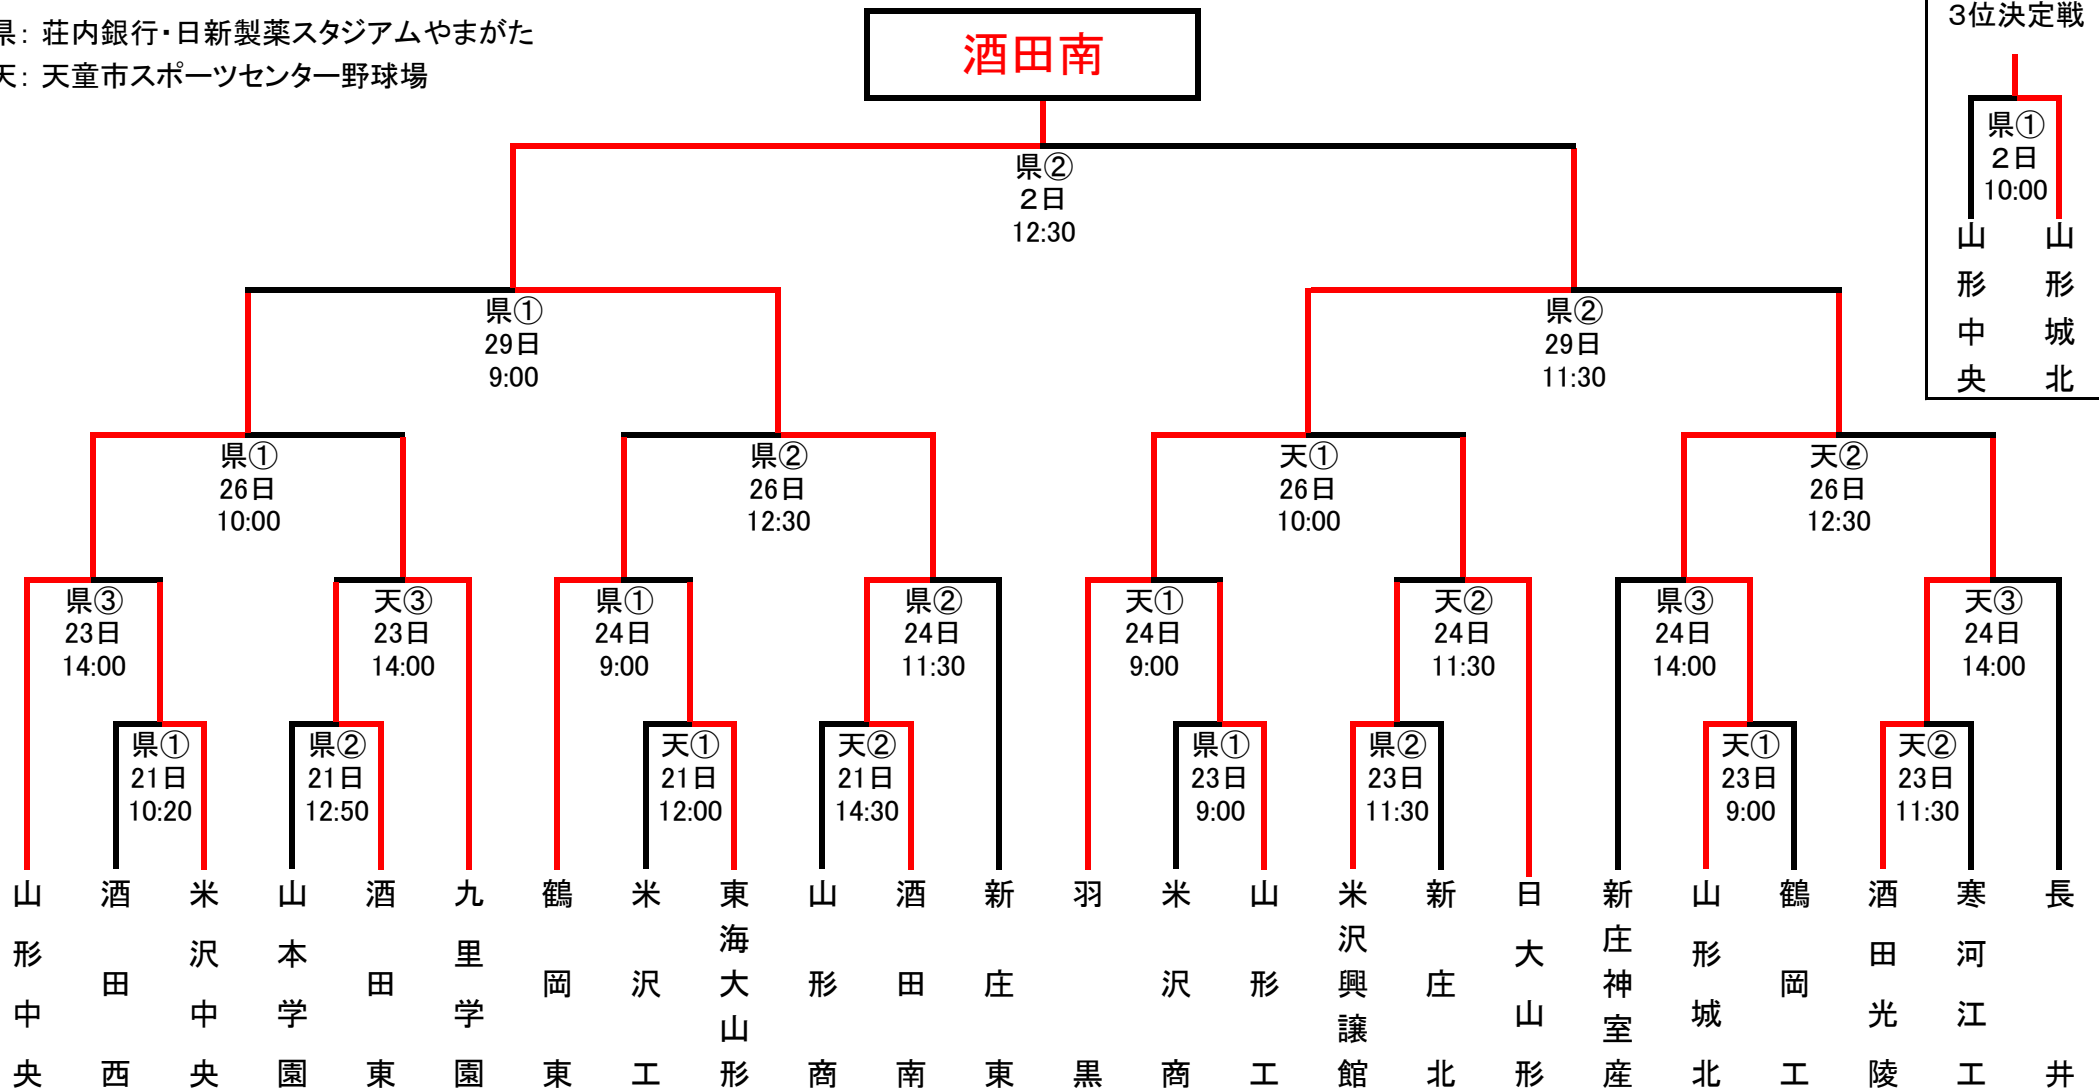 県：荘内銀行・日新製薬スタジアムやまがた
天：天童市スポーツセンター野球場
酒田南
３位決定戦
県①
２日
10:00
山形中央
山形城北
県②
２日
12:30
県①
29日
9:00
県②
29日
11:30
県①
26日
10:00
県②
26日
12:30
天①
26日
10:00
天②
26日
12:30
県③
23日
14:00
天③
23日
14:00
県①
24日
9:00
県②
24日
11:30
天①
24日
9:00
天②
24日
11:30
県③
24日
14:00
天③
24日
14:00
県①
21日
10:20
県②
21日
12:50
天①
21日
12:00
天②
21日
14:30
県①
23日
9:00
県②
23日
11:30
天①
23日
9:00
天②
23日
11:30
山形中央
酒田西
米沢中央
山本学園
酒田東
九里学園
鶴岡東
米沢工
東海大山形
山形商
酒田南
新庄東
羽黒
米沢商
山形工
米沢興譲館
新庄北
日大山形
新庄神室産
山形城北
鶴岡工
酒田光陵
寒河江工
長井